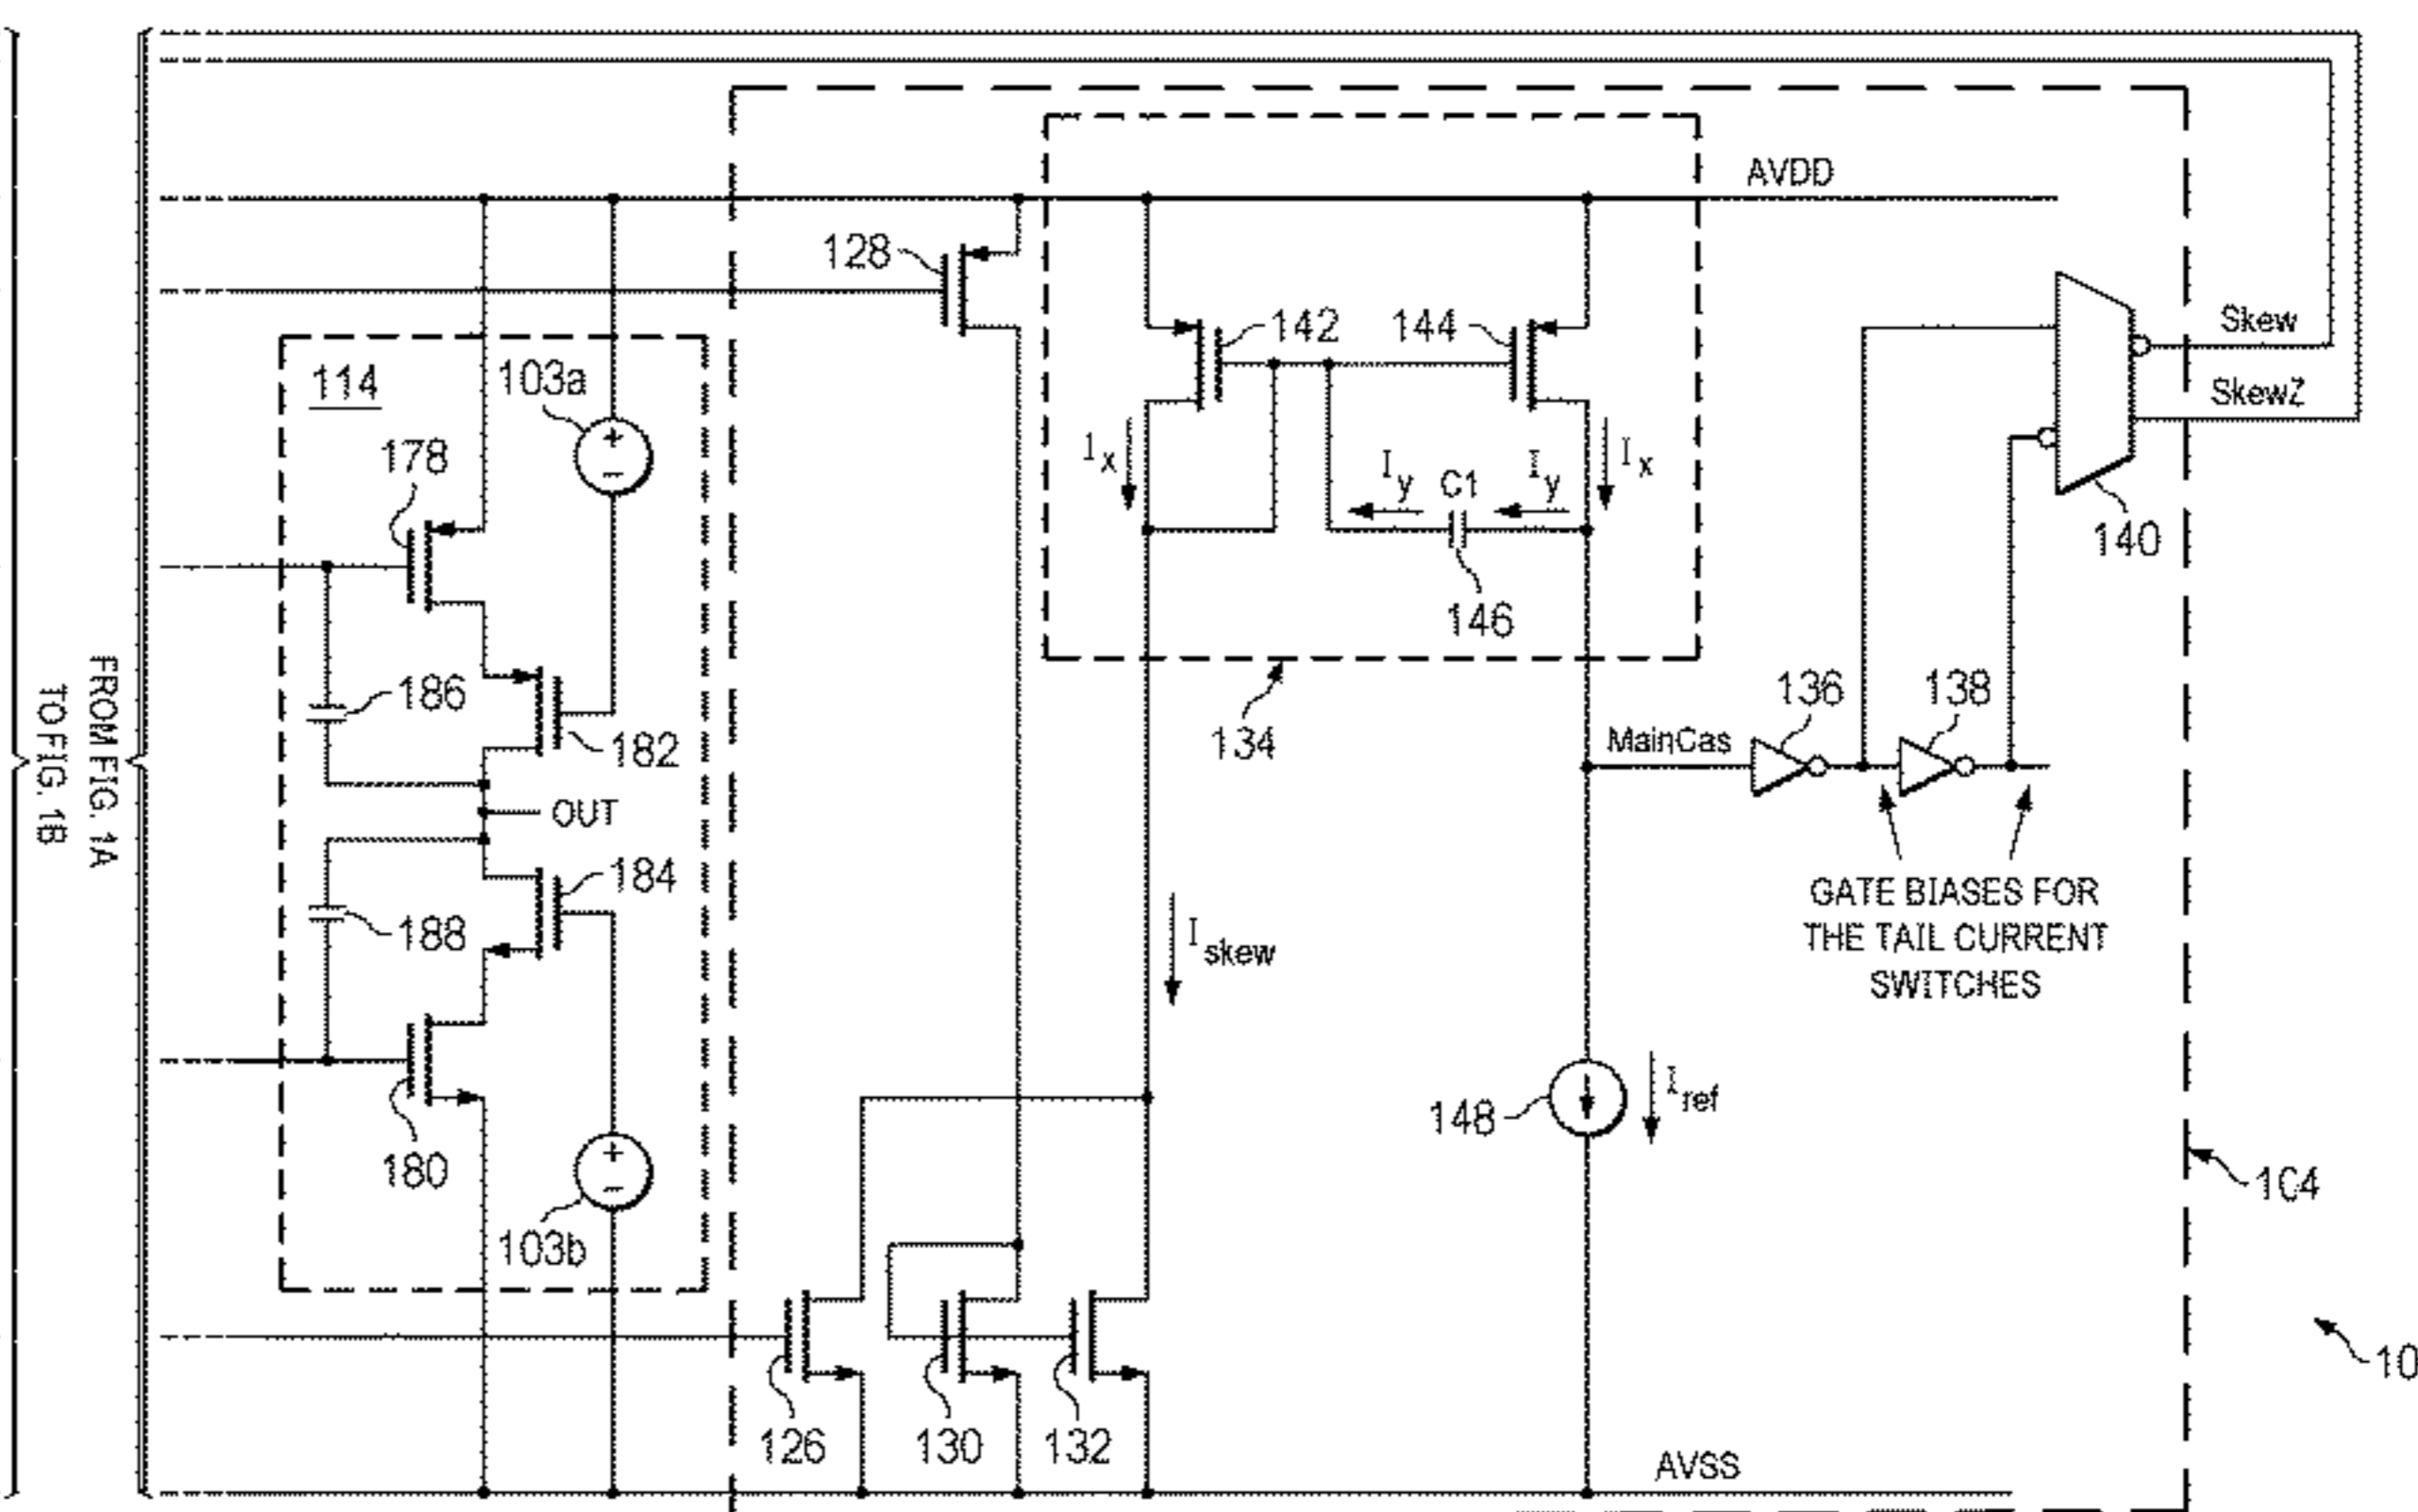 AVDD
128
Skew
142
144
SkewZ
114
103a
178
Ix
Iy
C1
Iy
Ix
140
146
FROM FIG. 1A
TO FIG. 1B
186
182
134
136
138
MainCas
OUT
184
188
GATE BIASES FOR
THE TAIL CURRENT
SWITCHES
Iskew
148
Iref
180
104
103b
10
126
130
132
AVSS